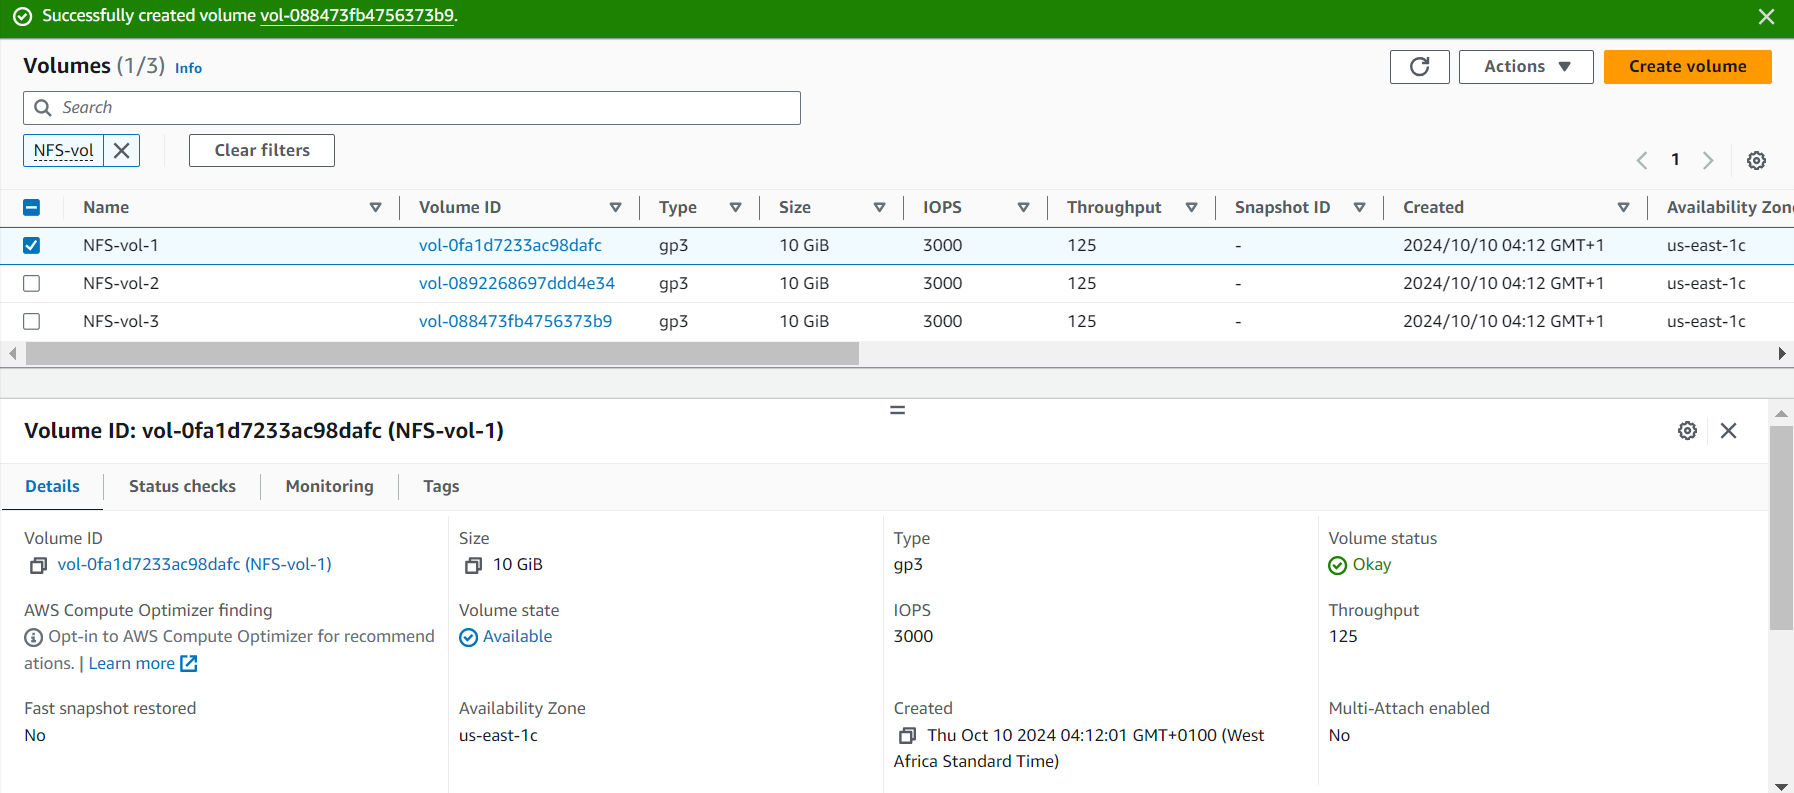 Successfully created volume vol-088473fb4756373b9.
Volumes (1/3) Info
Actions
Create volume
Search
NFS-vol
Clear filters
1
Name Volume ID Type Size IOPS Throughput Snapshot ID Created Availability Zon
NFS-vol-1 vol-0fa1d7233ac98dafc gp3 10 GiB 3000 125 - 2024/10/10 04:12 GMT+1 us-east-1c
NFS-vol-2 vol-0892268697ddd4e34 gp3 10 GiB 3000 125 - 2024/10/10 04:12 GMT+1 us-east-1c
NFS-vol-3 vol-088473fb4756373b9 gp3 10 GiB 3000 125 - 2024/10/10 04:12 GMT+1 us-east-1c
Volume ID: vol-0fa1d7233ac98dafc (NFS-vol-1)
Details Status checks Monitoring Tags
Volume ID
vol-0fa1d7233ac98dafc (NFS-vol-1)
Size
10 GiB
Type
gp3
Volume status
Okay
AWS Compute Optimizer finding
Opt-in to AWS Compute Optimizer for recommend
ations. | Learn more
Volume state
Available
IOPS
3000
Throughput
125
Fast snapshot restored
No
Availability Zone
us-east-1c
Created
Thu Oct 10 2024 04:12:01 GMT+0100 (West
Africa Standard Time)
Multi-Attach enabled
No